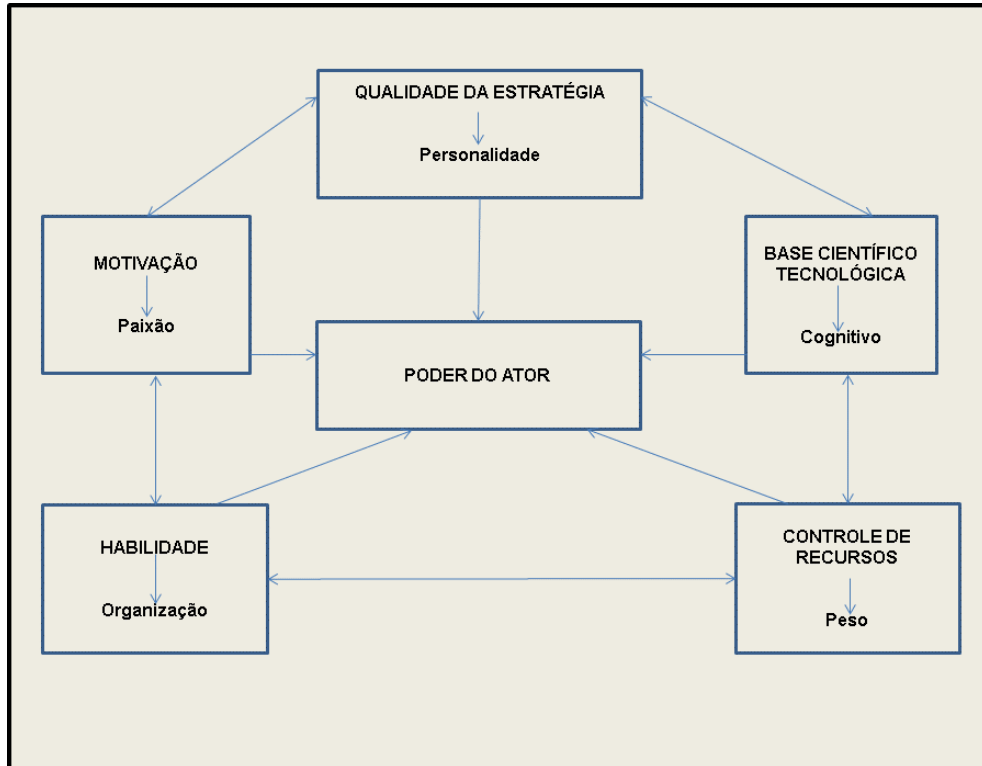 QUALIDADE DA ESTRATÉGIA
Personalidade
MOTIVAÇÃO
Paixão
BASE CIENTÍFICO
TECNOLÓGICA
Cognitivo
PODER DO ATOR
HABILIDADE
Organização
CONTROLE DE
RECURSOS
Peso